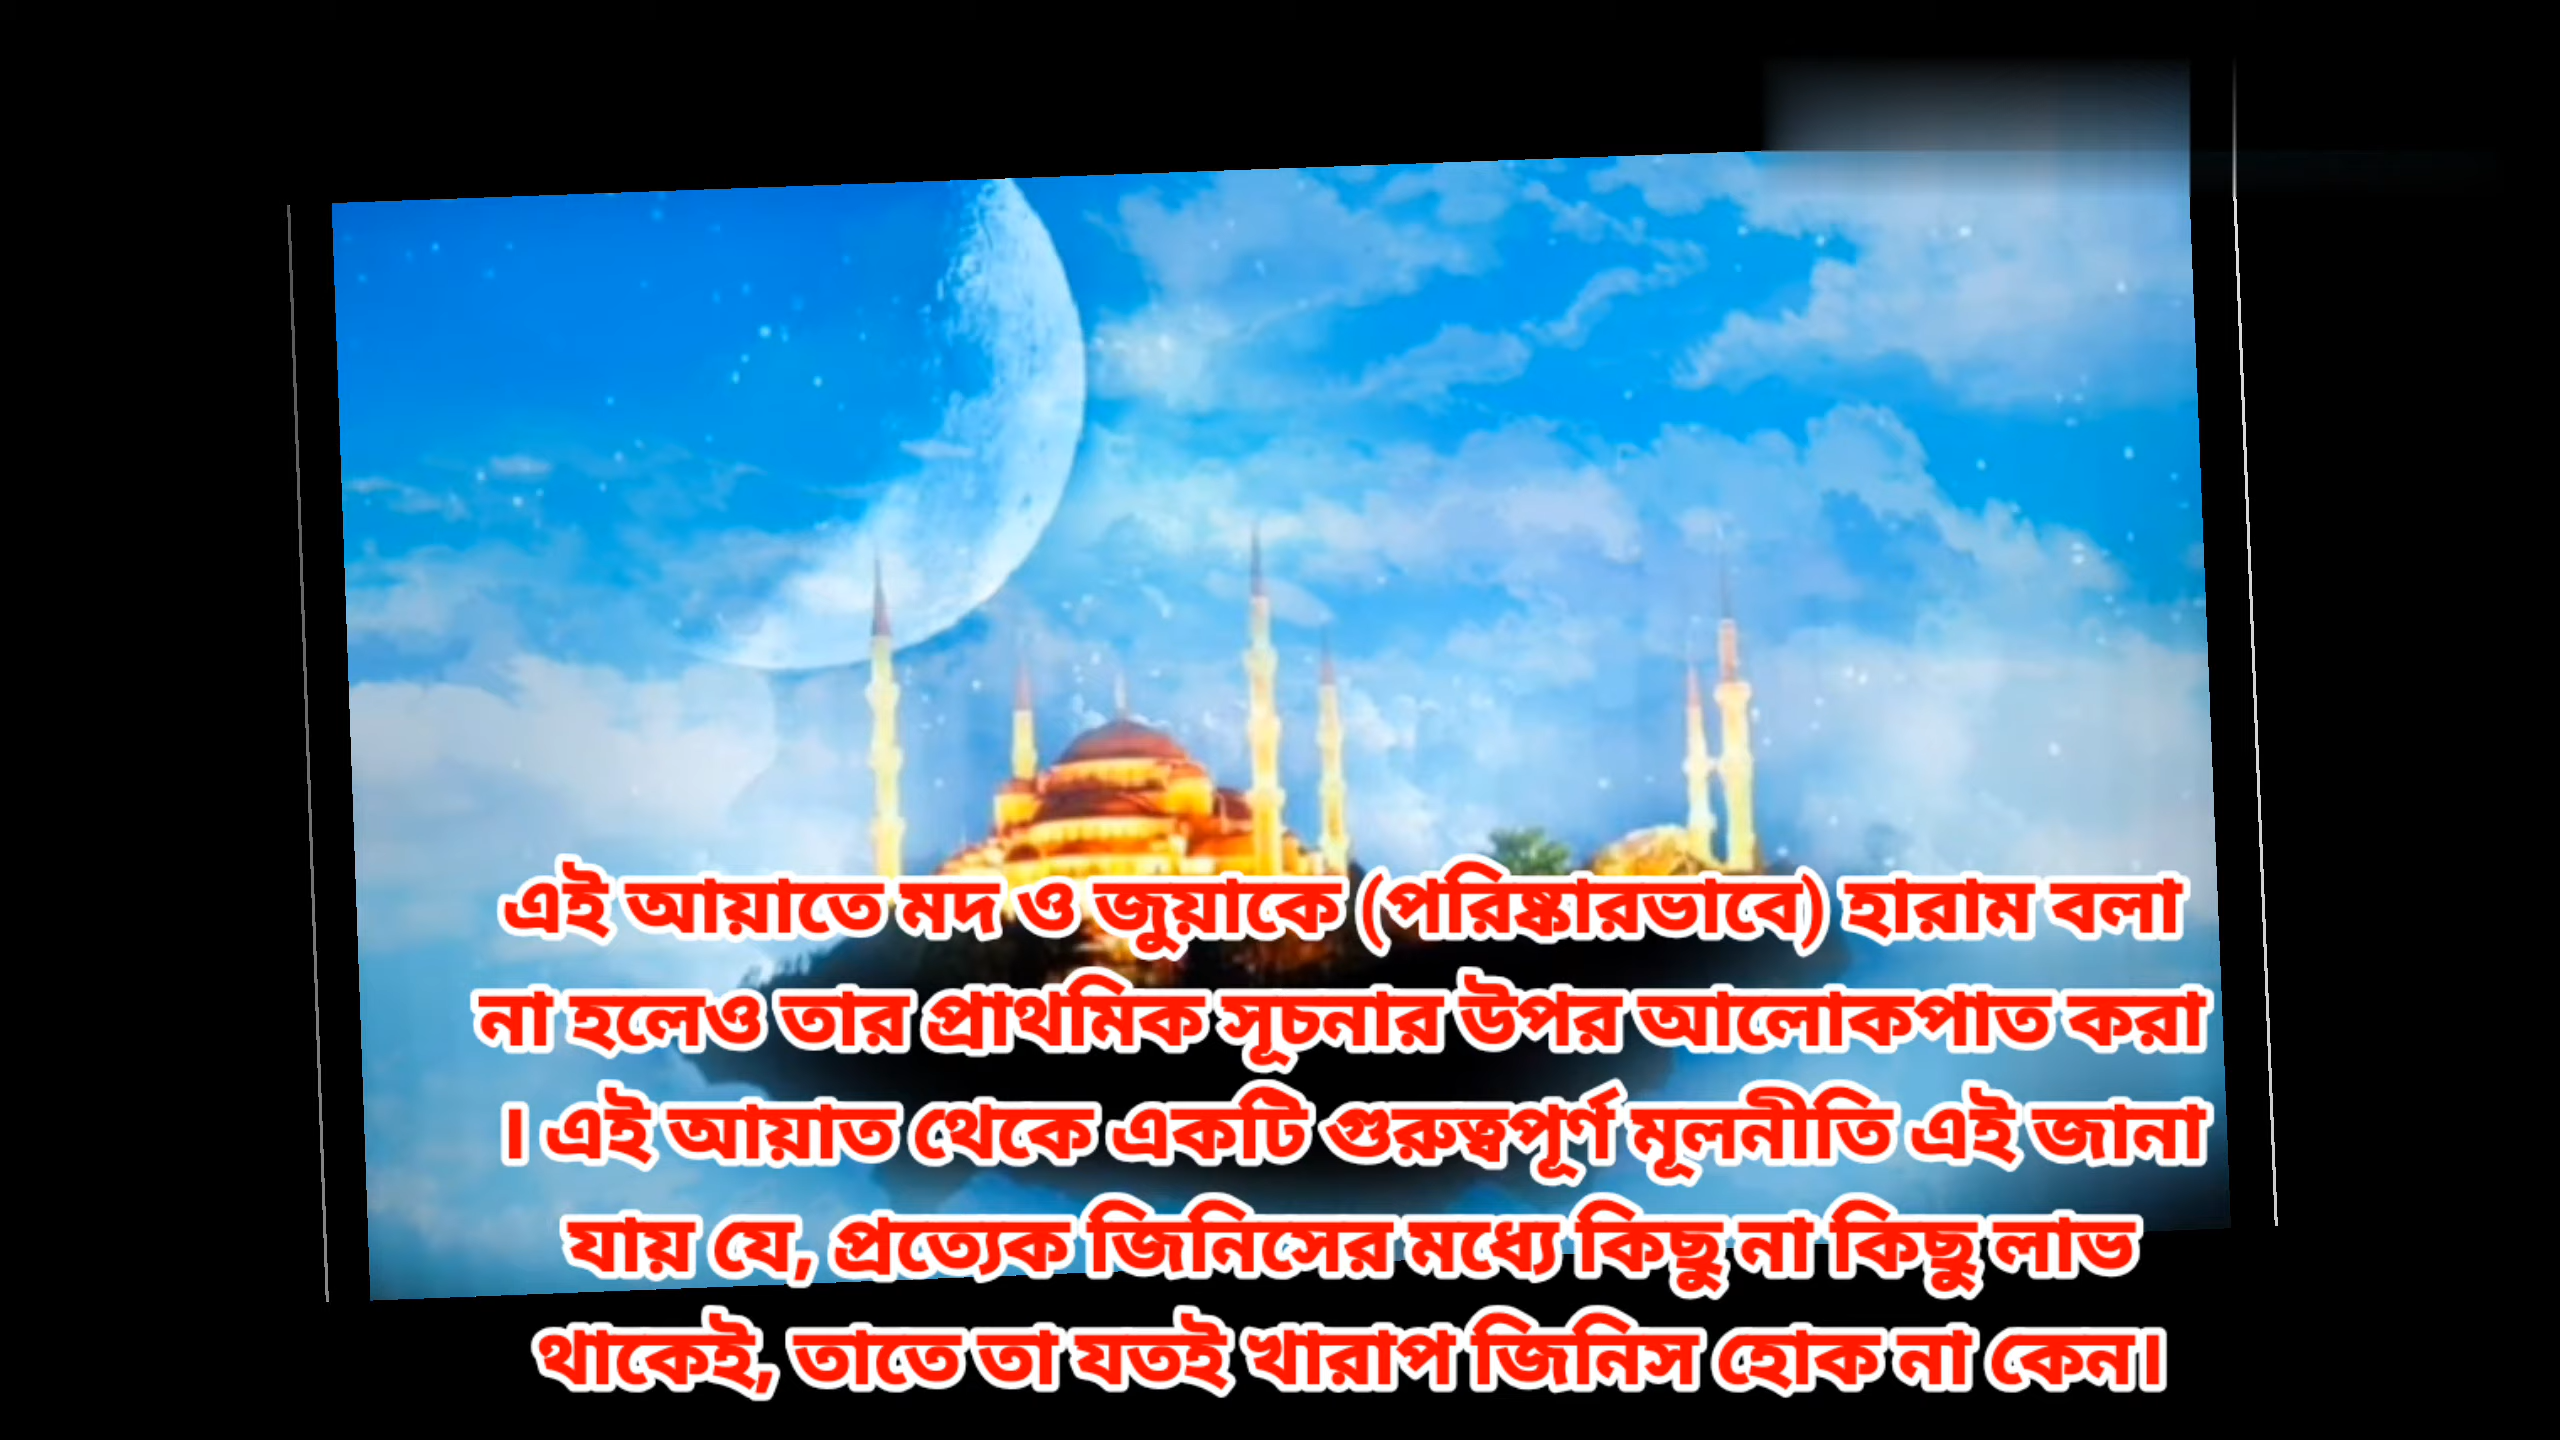 এই আয়াতে মদ ও জুয়াকে (পরিষ্কারভাবে) হারাম বলা
না হলেও তার প্রাথমিক সূচনার উপর আলোকপাত করা
। এই আয়াত থেকে একটি গুরুত্বপূর্ণ মূলনীতি এই জানা
যায় যে, প্রত্যেক জিনিসের মধ্যে কিছু না কিছু লাভ
থাকেই, তাতে তা যতই খারাপ জিনিস হোক না কেন।